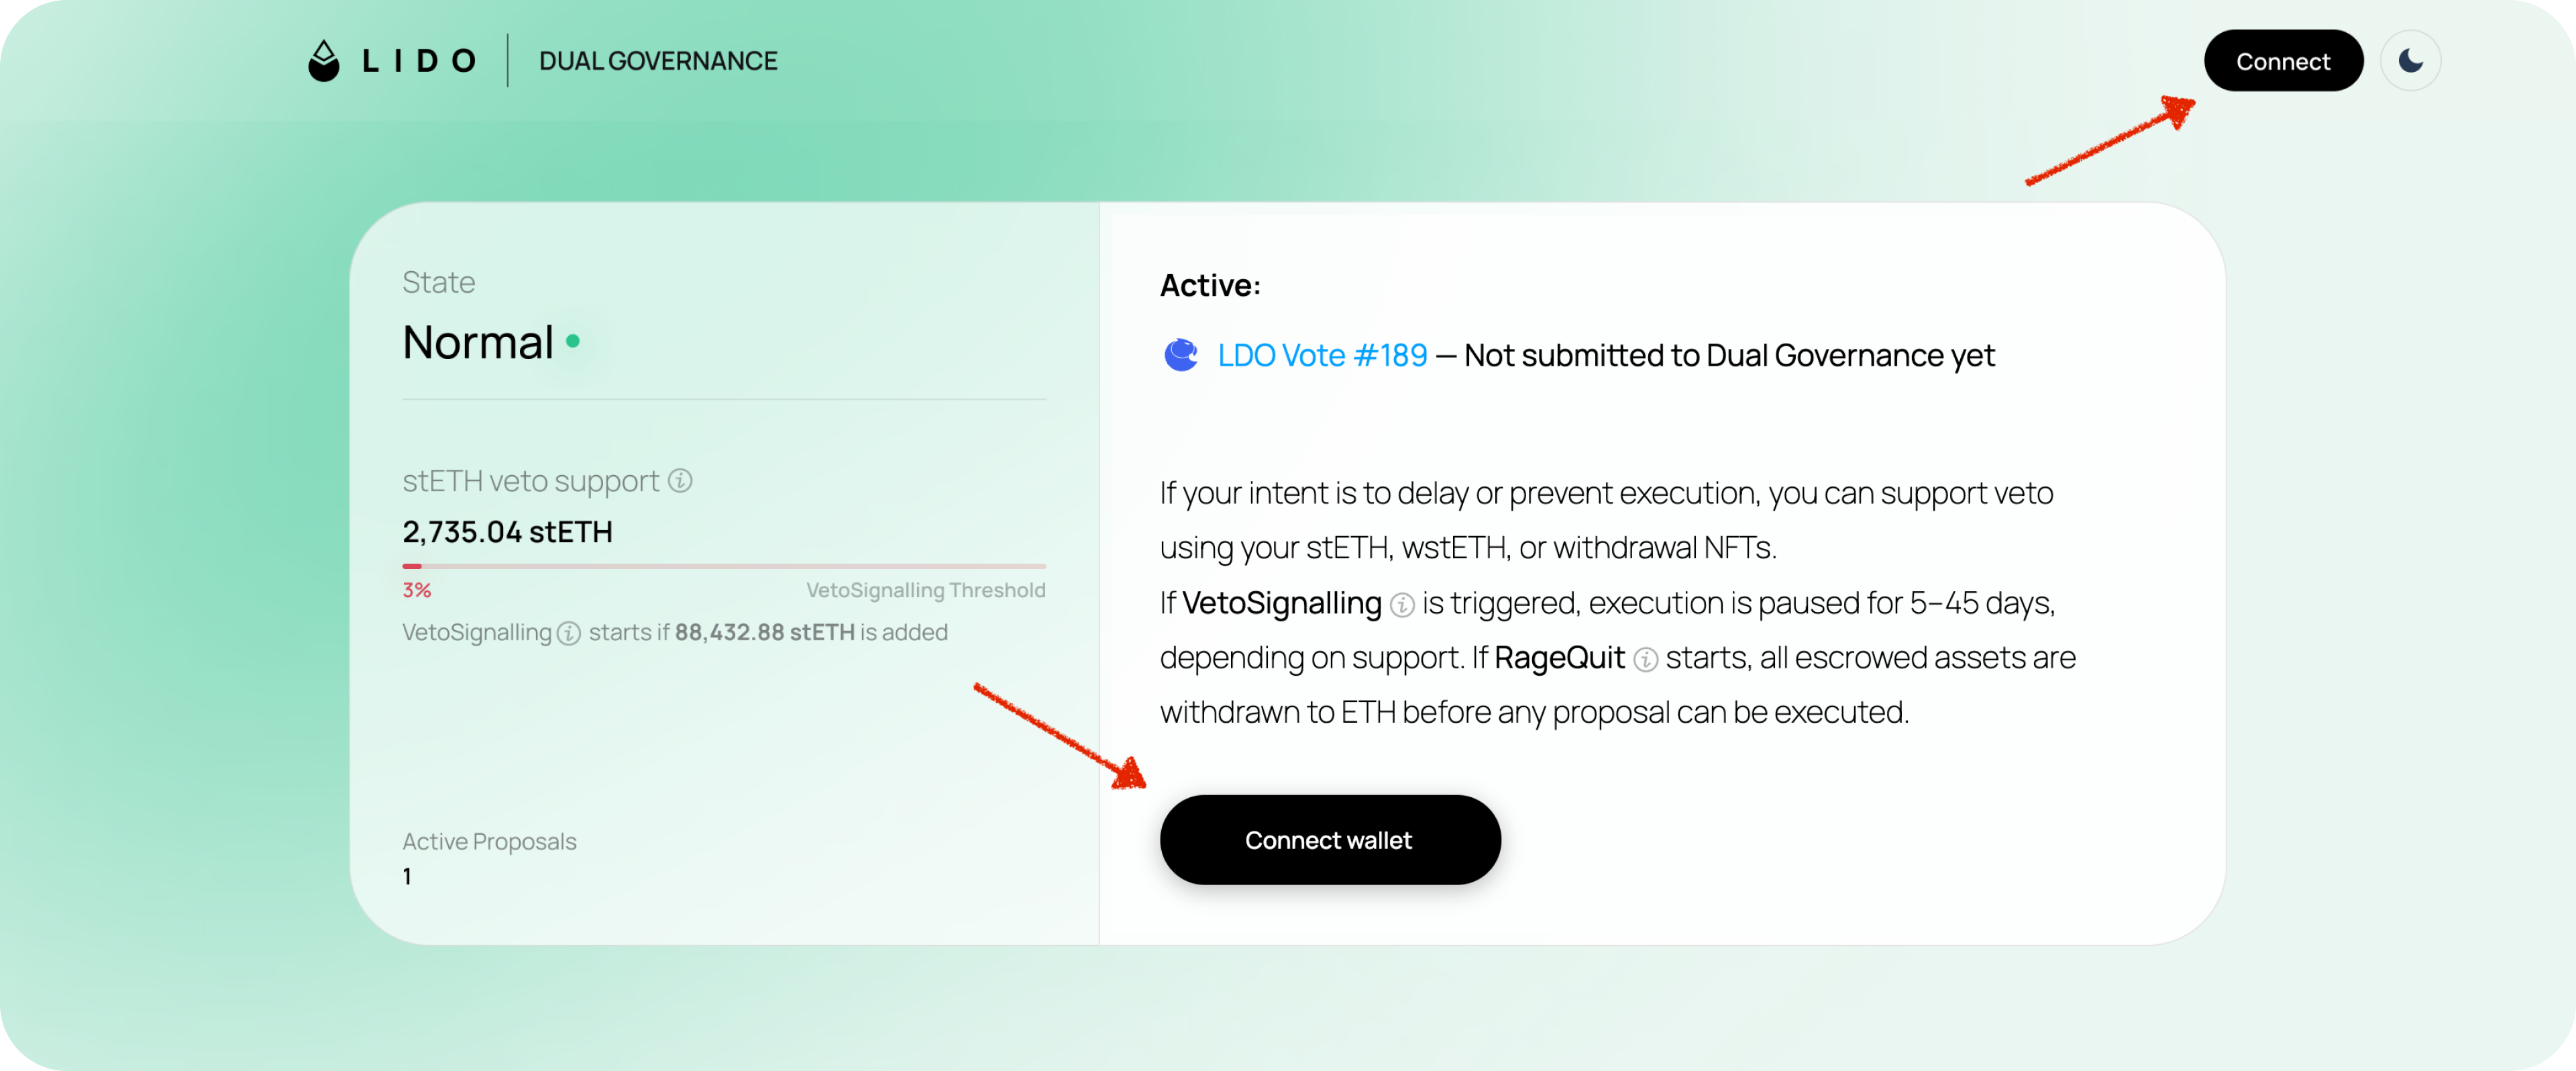 LIDO DUAL GOVERNANCE
Connect
State
Normal
stETH veto support
2,735.04 stETH
3% VetoSignalling Threshold
VetoSignalling starts if 88,432.88 stETH is added
Active Proposals
1
Active:
LDO Vote #189 — Not submitted to Dual Governance yet
If your intent is to delay or prevent execution, you can support veto
using your stETH, wstETH, or withdrawal NFTs.
If VetoSignalling is triggered, execution is paused for 5–45 days,
depending on support. If RageQuit starts, all escrowed assets are
withdrawn to ETH before any proposal can be executed.
Connect wallet